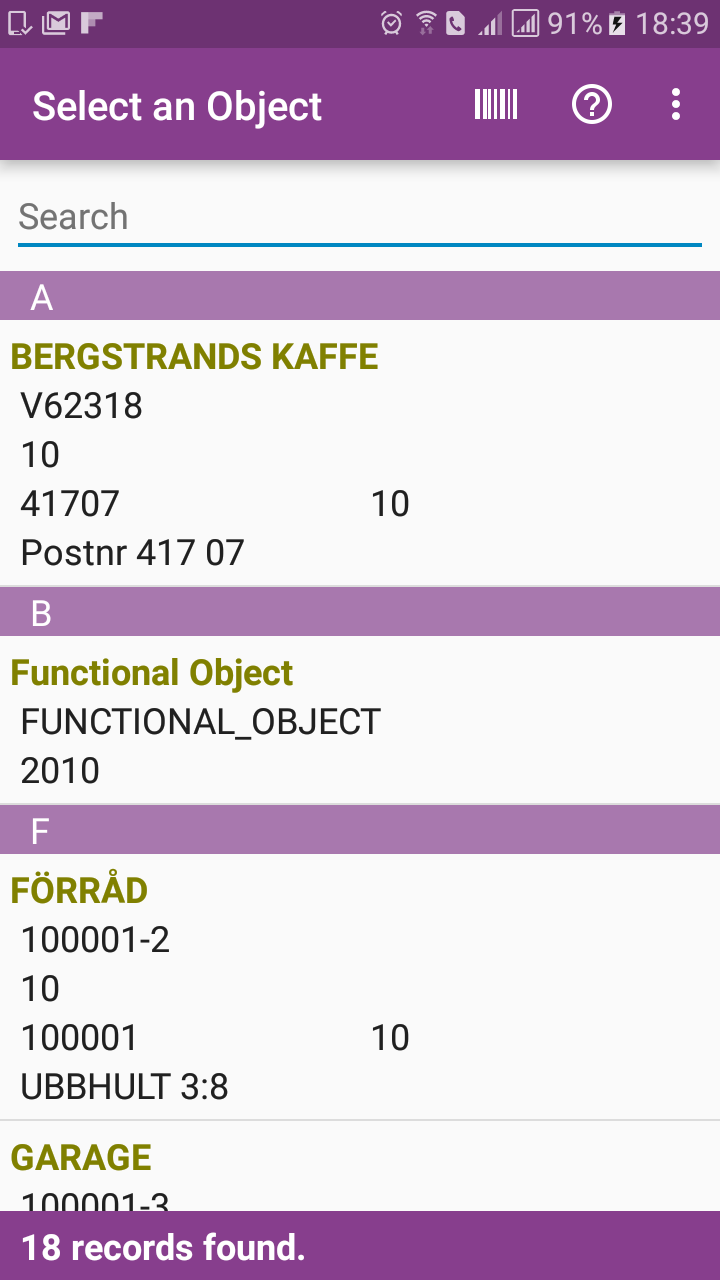 91% 18:39
Select an Object
Search
A
BERGSTRANDS KAFFE
V62318
10
41707 10
Postnr 417 07
B
Functional Object
FUNCTIONAL_OBJECT
2010
F
FÖRRÅD
100001-2
10
100001 10
UBBHULT 3:8
GARAGE
100001-3
18 records found.